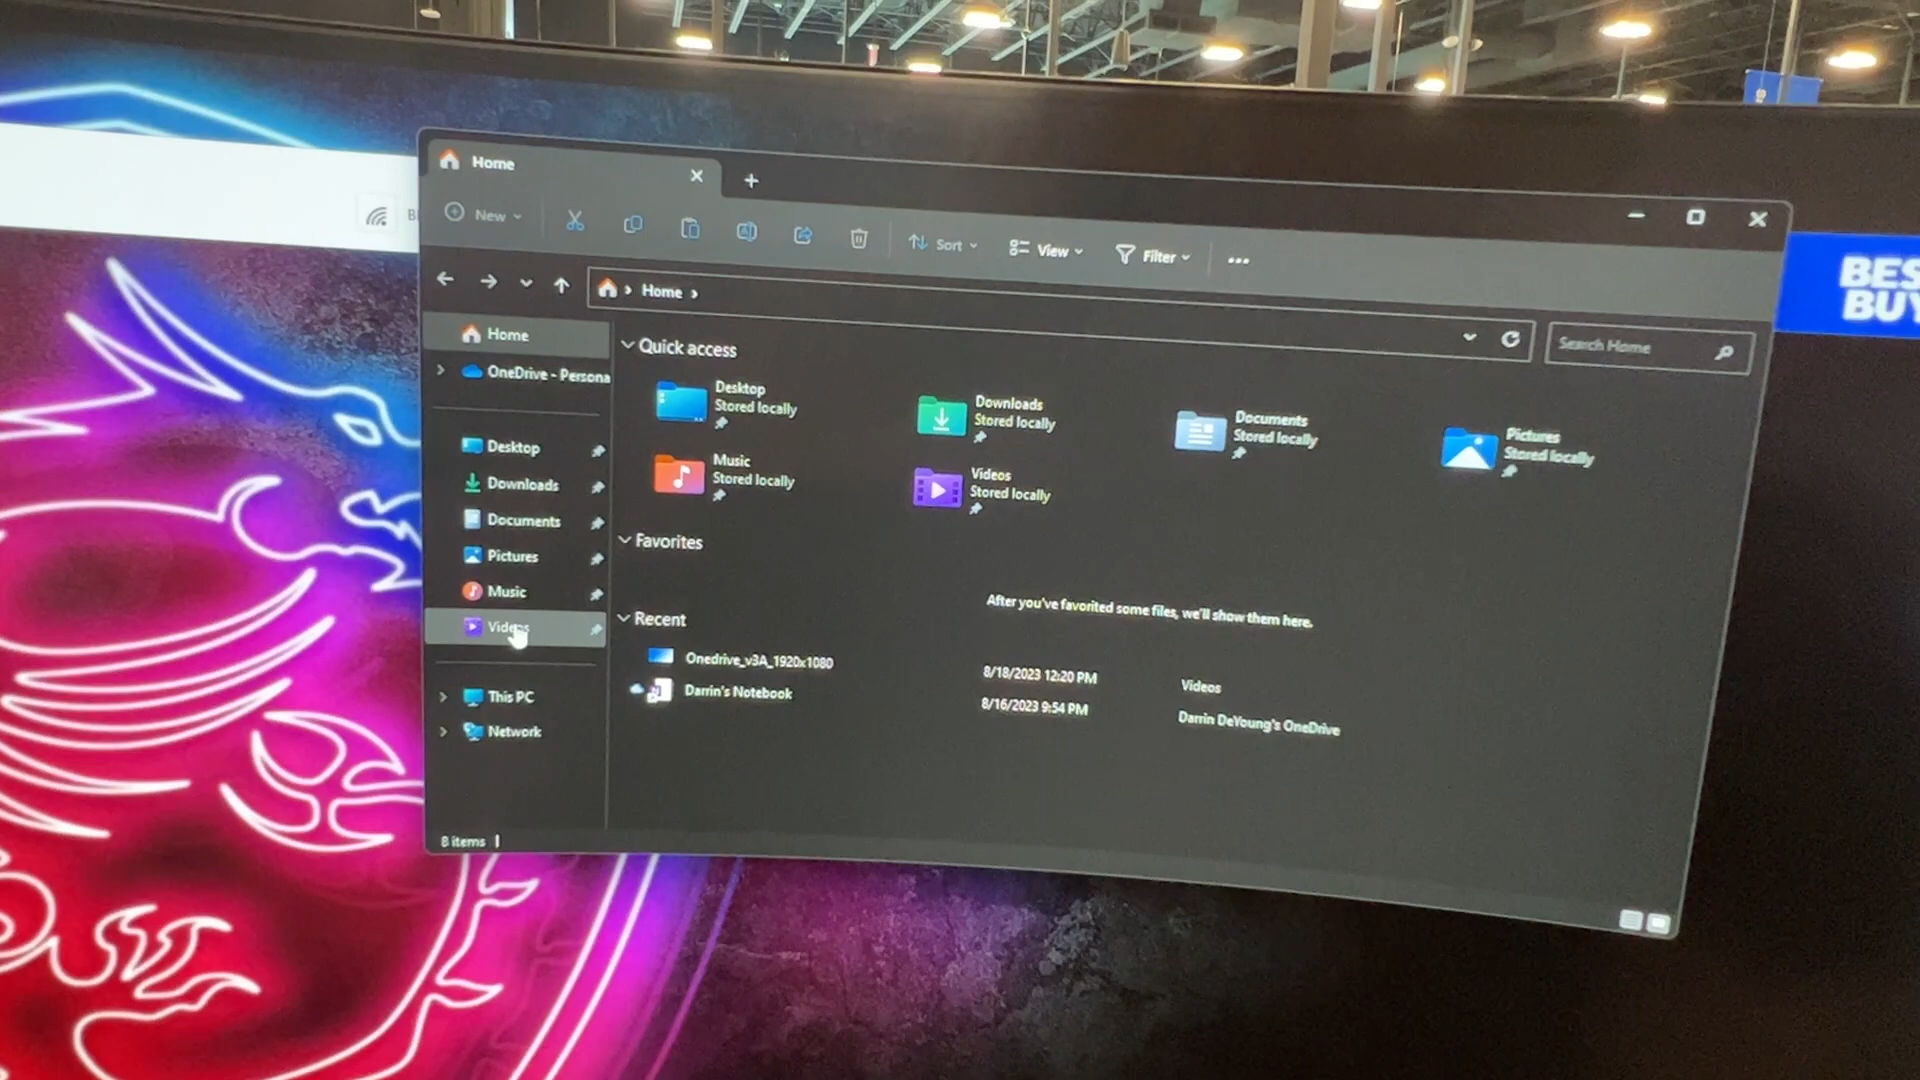 Home
New
Sort
View
Filter
Home
Search Home
BES
BUY
Home
OneDrive - Persona
Desktop
Downloads
Documents
Pictures
Music
Videos
This PC
Network
Quick access
Desktop
Stored locally
Downloads
Stored locally
Documents
Stored locally
Pictures
Stored locally
Music
Stored locally
Videos
Stored locally
Favorites
After you've favorited some files, we'll show them here.
Recent
Onedrive_v3A_1920x1080
8/18/2023 12:20 PM
Videos
Darrin's Notebook
8/16/2023 9:54 PM
Darrin DeYoung's OneDrive
8 items